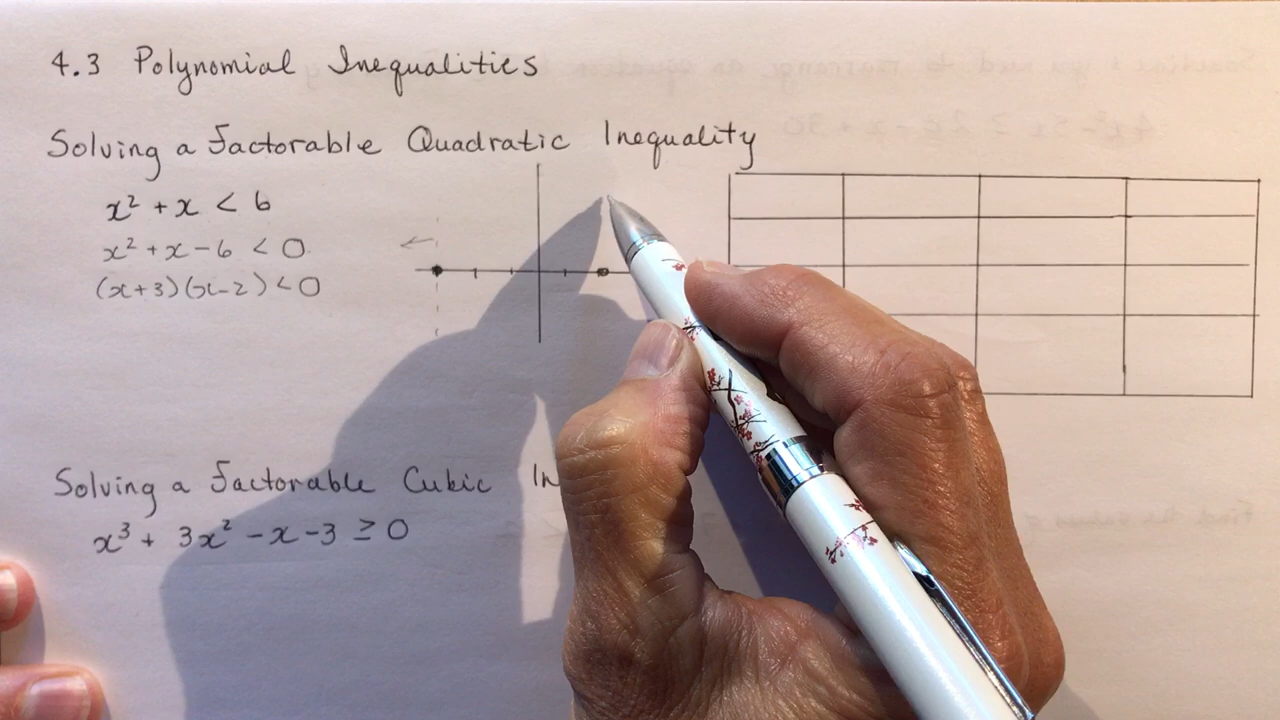 4.3 Polynomial Inequalities
Solving a Factorable Quadratic Inequality
x² + x < 6
x² + x - 6 < 0
(x+3)(x-2) < 0
Solving a Factorable Cubic In
x³ + 3x² - x - 3 ≥ 0